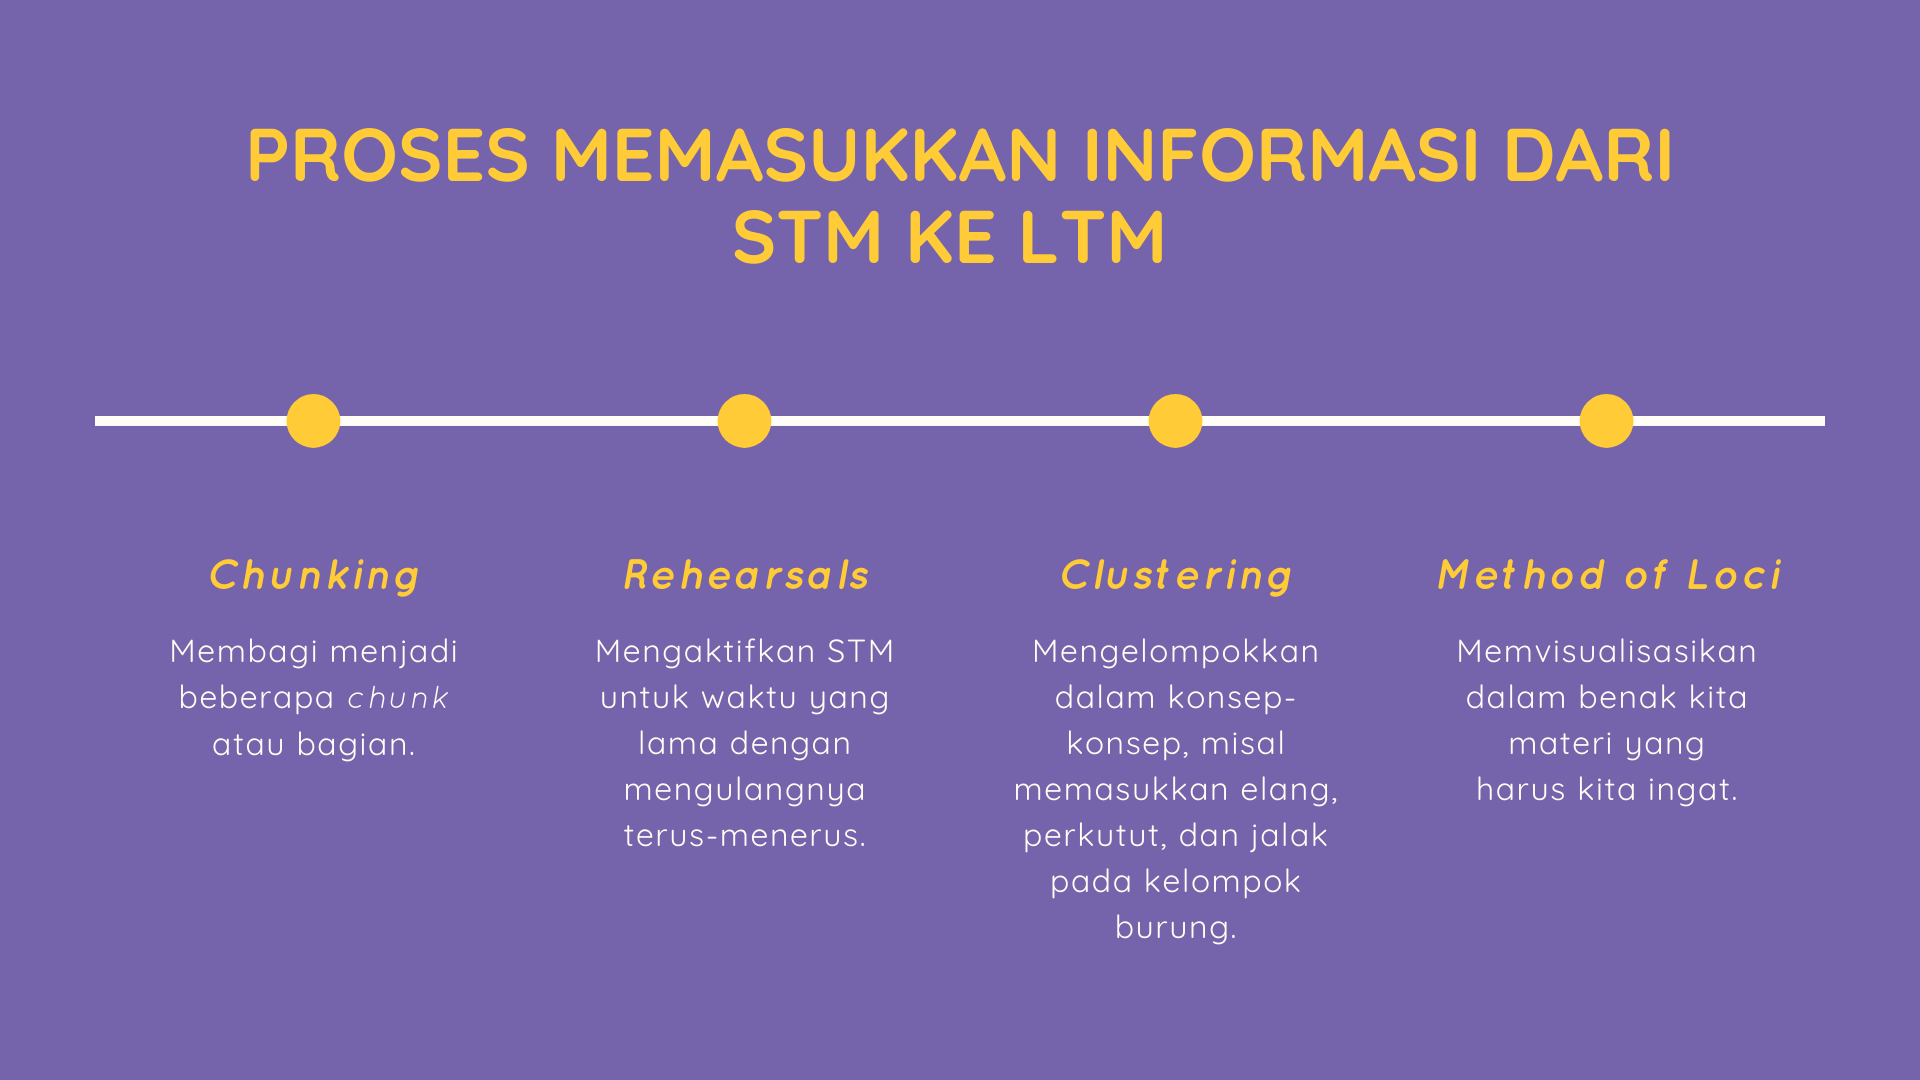 PROSES MEMASUKKAN INFORMASI DARI
STM KE LTM
Chunking
Membagi menjadi
beberapa chunk
atau bagian.
Rehearsals
Mengaktifkan STM
untuk waktu yang
lama dengan
mengulangnya
terus-menerus.
Clustering
Mengelompokkan
dalam konsep-
konsep, misal
memasukkan elang,
perkutut, dan jalak
pada kelompok
burung.
Method of Loci
Memvisualisasikan
dalam benak kita
materi yang
harus kita ingat.